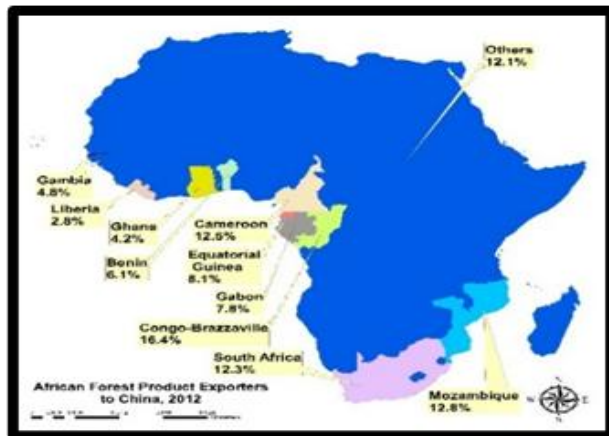 Others
12.1%
Gambia
4.8%
Liberia
2.8%
Ghana
4.2%
Benin
6.1%
Cameroon
12.5%
Equatorial
Guinea
8.1%
Gabon
7.8%
Congo-Brazzaville
16.4%
South Africa
12.3%
Mozambique
12.8%
African Forest Product Exporters
to China, 2012
W
E